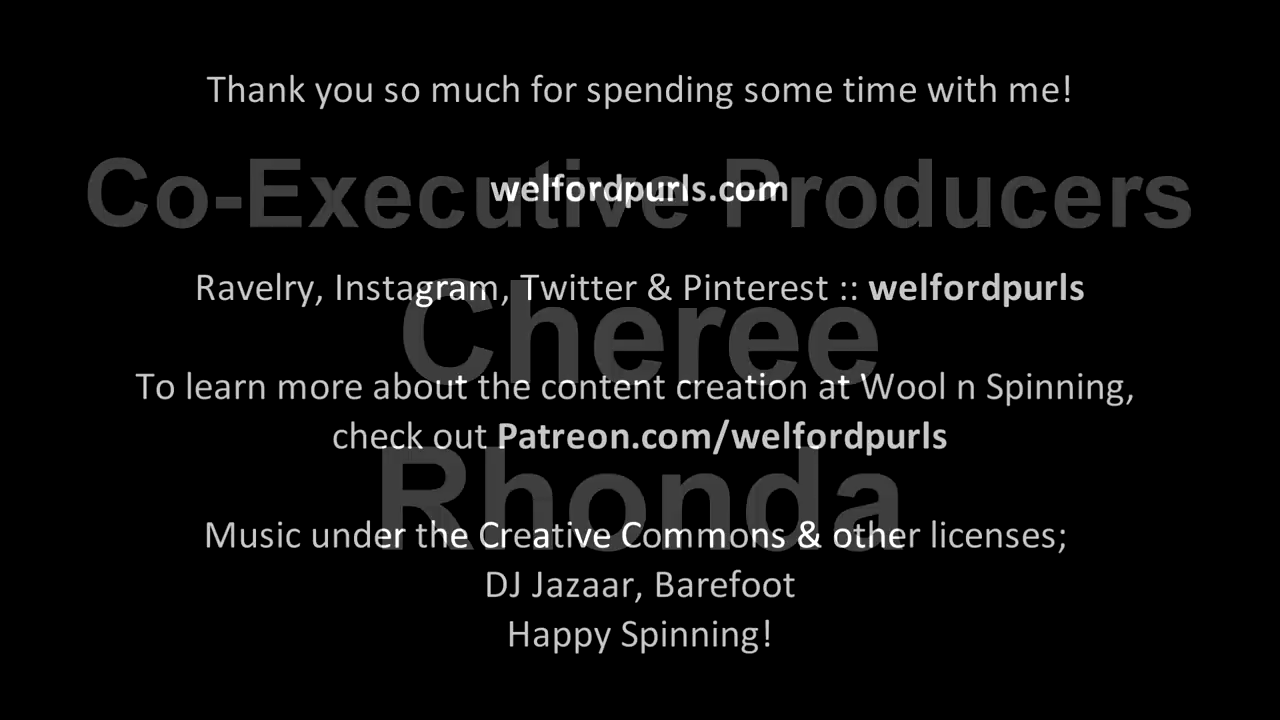 Thank you so much for spending some time with me!
Co-Executive Producers
welfordpurls.com
Ravelry, Instagram, Twitter & Pinterest :: welfordpurls
Cheree
To learn more about the content creation at Wool n Spinning,
check out Patreon.com/welfordpurls
Rhonda
Music under the Creative Commons & other licenses;
DJ Jazaar, Barefoot
Happy Spinning!